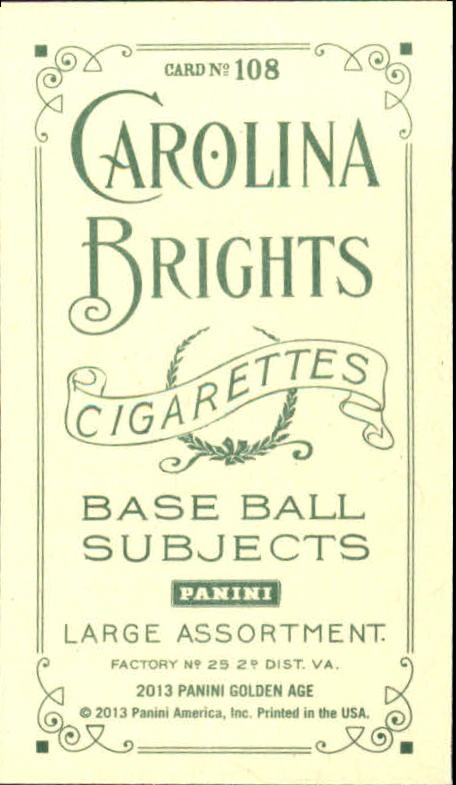 CARD Nº 108
CAROLINA
BRIGHTS
CIGARETTES
BASE BALL
SUBJECTS
PANINI
LARGE ASSORTMENT.
FACTORY Nº 25 2ᴰ DIST. VA.
2013 PANINI GOLDEN AGE
© 2013 Panini America, Inc. Printed in the USA.